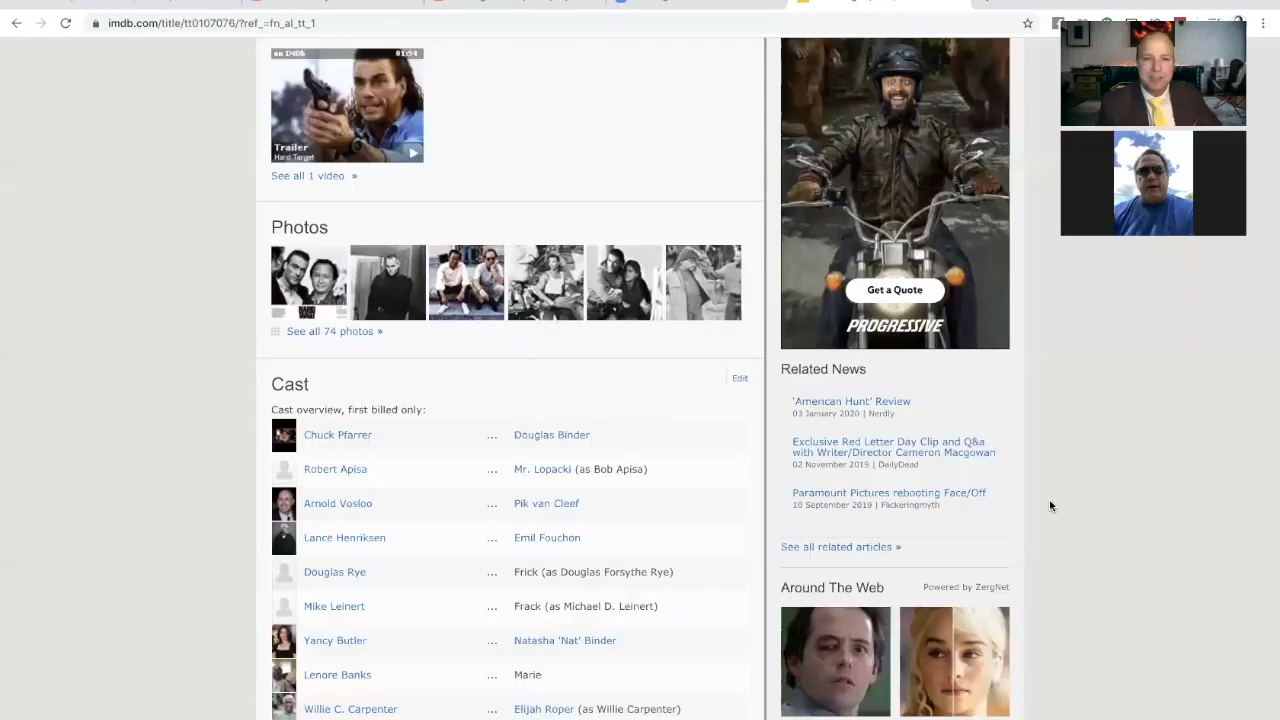 imdb.com/title/tt0107076/?ref_=fn_al_tt_1
on IMDb 01:54
Trailer
Hard Target
See all 1 video »
Photos
See all 74 photos »
Cast
Edit
Cast overview, first billed only:
Chuck Pfarrer ... Douglas Binder
Robert Apisa ... Mr. Lopacki (as Bob Apisa)
Arnold Vosloo ... Pik van Cleef
Lance Henriksen ... Emil Fouchon
Douglas Rye ... Frick (as Douglas Forsythe Rye)
Mike Leinert ... Frack (as Michael D. Leinert)
Yancy Butler ... Natasha 'Nat' Binder
Lenore Banks ... Marie
Willie C. Carpenter ... Elijah Roper (as Willie Carpenter)
Get a Quote
PROGRESSIVE
Related News
'American Hunt' Review
03 January 2020 | Nerdly
Exclusive Red Letter Day Clip and Q&a
with Writer/Director Cameron Macgowan
02 November 2019 | DailyDead
Paramount Pictures rebooting Face/Off
10 September 2019 | Flickeringmyth
See all related articles »
Around The Web
Powered by ZergNet